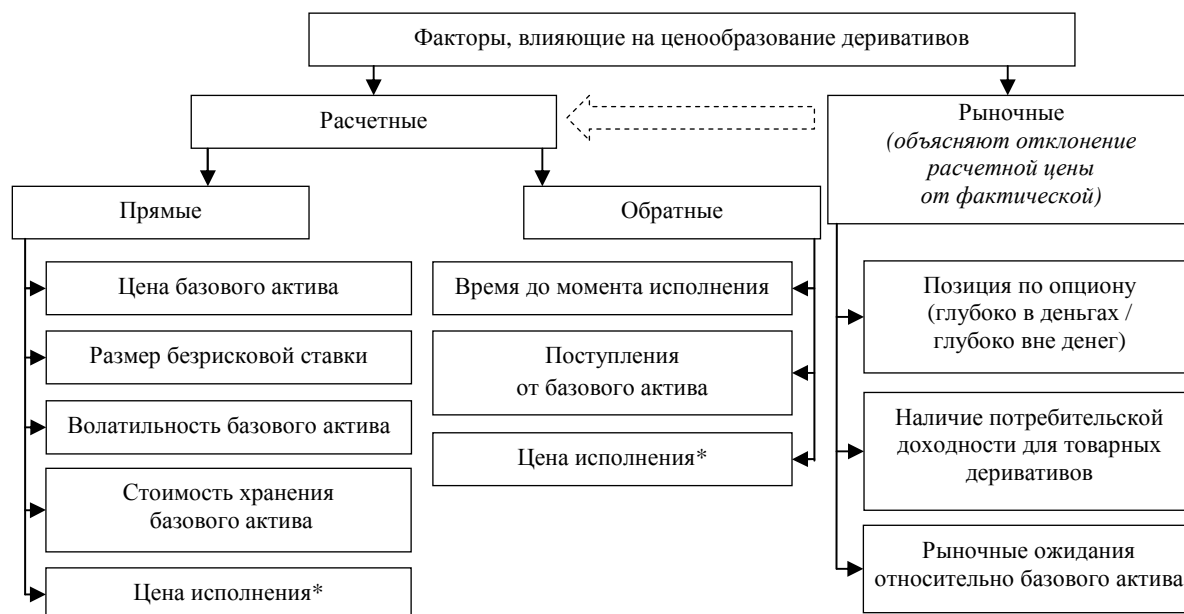 Факторы, влияющие на ценообразование деривативов
Расчетные
Рыночные
(объясняют отклонение
расчетной цены
от фактической)
Прямые
Обратные
Цена базового актива
Размер безрисковой ставки
Волатильность базового актива
Стоимость хранения
базового актива
Цена исполнения*
Время до момента исполнения
Поступления
от базового актива
Цена исполнения*
Позиция по опциону
(глубоко в деньгах /
глубоко вне денег)
Наличие потребительской
доходности для товарных
деривативов
Рыночные ожидания
относительно базового актива